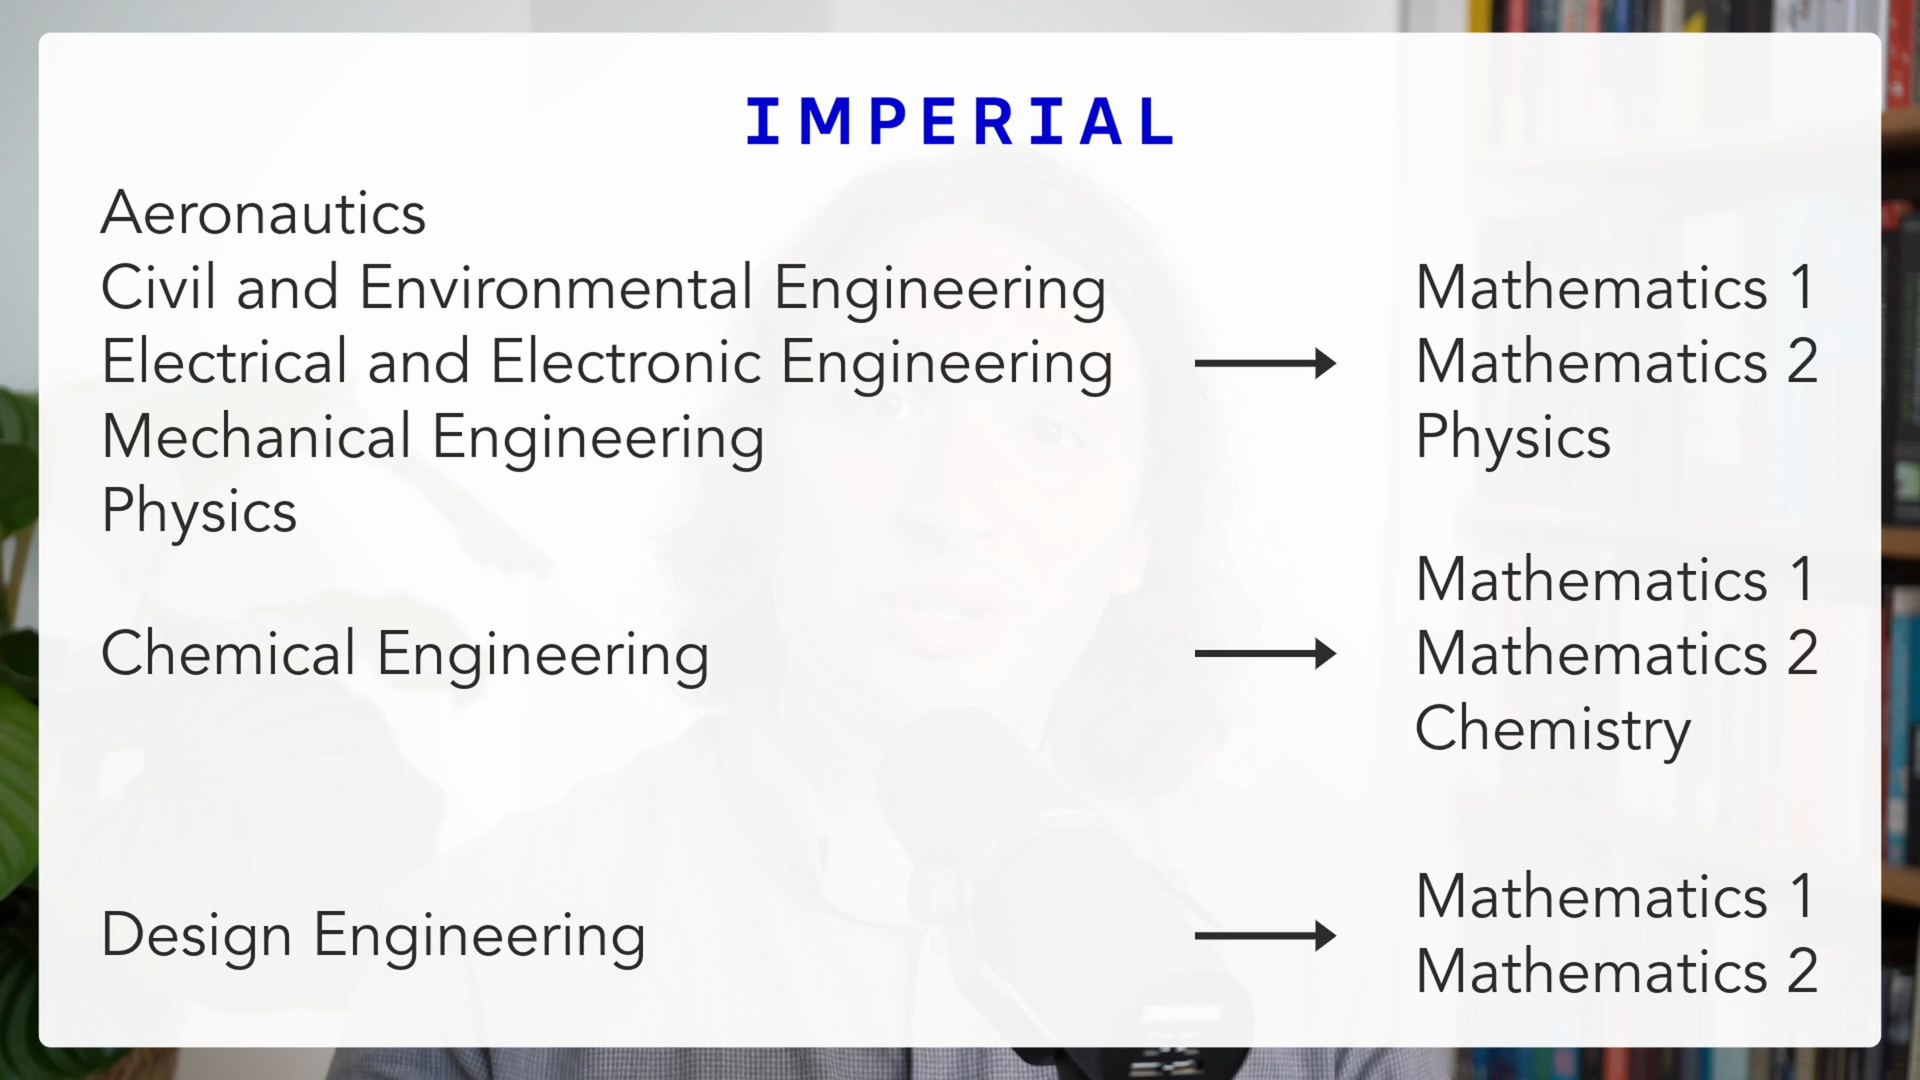 IMPERIAL
Aeronautics
Civil and Environmental Engineering
Electrical and Electronic Engineering
Mechanical Engineering
Physics
Mathematics 1
Mathematics 2
Physics
Chemical Engineering
Mathematics 1
Mathematics 2
Chemistry
Design Engineering
Mathematics 1
Mathematics 2